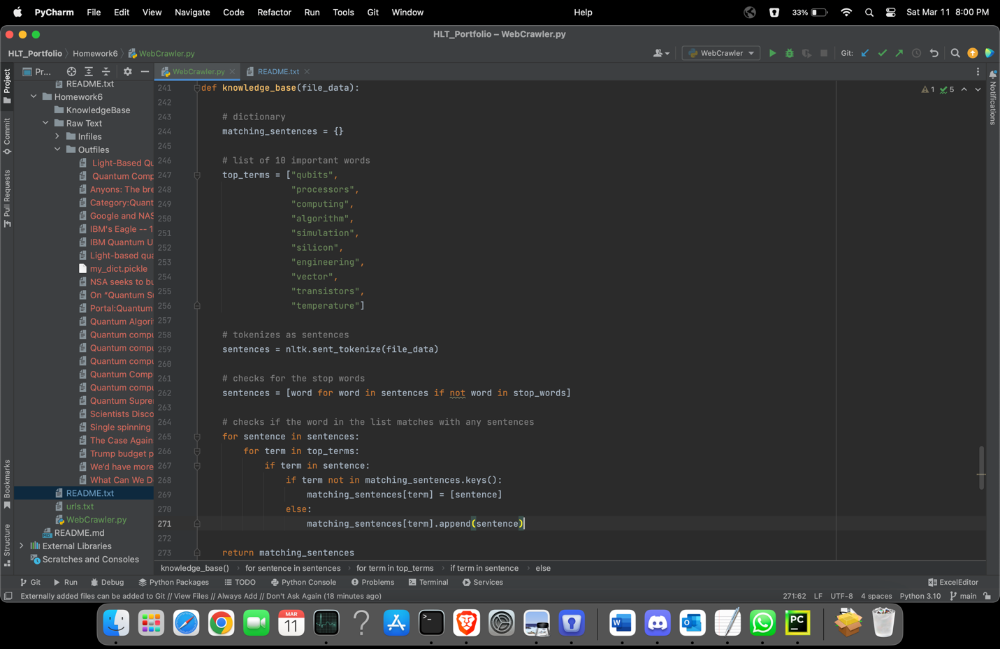 PyCharm File Edit View Navigate Code Refactor Run Tools Git Window Help 33% Sat Mar 11 8:00 PM
HLT_Portfolio – WebCrawler.py
HLT_Portfolio Homework6 WebCrawler.py WebCrawler Git:
Pr... WebCrawler.py README.txt
Project
Commit
Pull Requests
Bookmarks
Structure
Notifications
README.txt
Homework6
KnowledgeBase
Raw Text
Infiles
Outfiles
Light-Based Qu
Quantum Comp
Anyons: The bre
Category:Quant
Google and NAS
IBM's Eagle -- 1
IBM Quantum U
Light-based qua
my_dict.pickle
NSA seeks to bu
On “Quantum Su
Portal:Quantum
Quantum Algori
Quantum compu
Quantum compu
Quantum compu
Quantum Comp
Quantum compu
Quantum Supre
Scientists Disco
Single spinning
The Case Again
Trump budget p
We'd have more
What Can We D
README.txt
urls.txt
WebCrawler.py
README.md
External Libraries
Scratches and Consoles
1 5
241 def knowledge_base(file_data):
242
243 # dictionary
244 matching_sentences = {}
245
246 # list of 10 important words
247 top_terms = ["qubits",
248 "processors",
249 "computing",
250 "algorithm",
251 "simulation",
252 "silicon",
253 "engineering",
254 "vector",
255 "transistors",
256 "temperature"]
257
258 # tokenizes as sentences
259 sentences = nltk.sent_tokenize(file_data)
260
261 # checks for the stop words
262 sentences = [word for word in sentences if not word in stop_words]
263
264 # checks if the word in the list matches with any sentences
265 for sentence in sentences:
266 for term in top_terms:
267 if term in sentence:
268 if term not in matching_sentences.keys():
269 matching_sentences[term] = [sentence]
270 else:
271 matching_sentences[term].append(sentence)
272
273 return matching_sentences
knowledge_base() for sentence in sentences for term in top_terms if term in sentence else
Git Run Debug Python Packages TODO Python Console Problems Terminal Services ExcelEditor
Externally added files can be added to Git // View Files // Always Add // Don't Ask Again (18 minutes ago) 271:62 LF UTF-8 4 spaces Python 3.10 main
MAR
11
W
PC